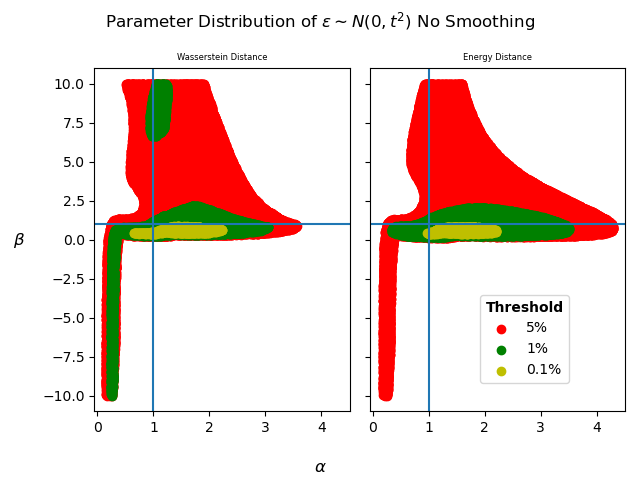 Parameter Distribution of ε ~ N(0, t²) No Smoothing
Wasserstein Distance
Energy Distance
10.0
7.5
5.0
2.5
0.0
−2.5
−5.0
−7.5
−10.0
β
Threshold
5%
1%
0.1%
0 1 2 3 4
0 1 2 3 4
α